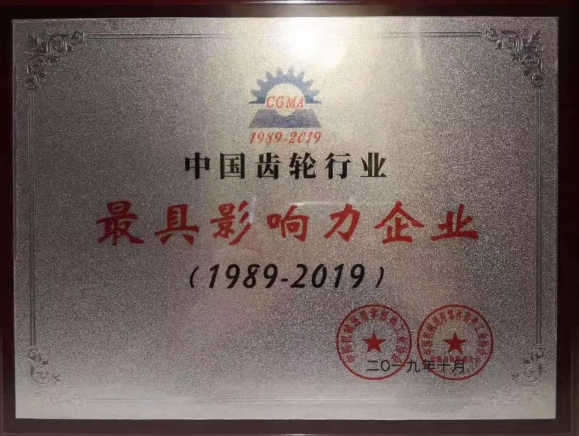 CGMA
1989-2019
中国齿轮行业
最具影响力企业
(1989-2019)
二〇一九年十月